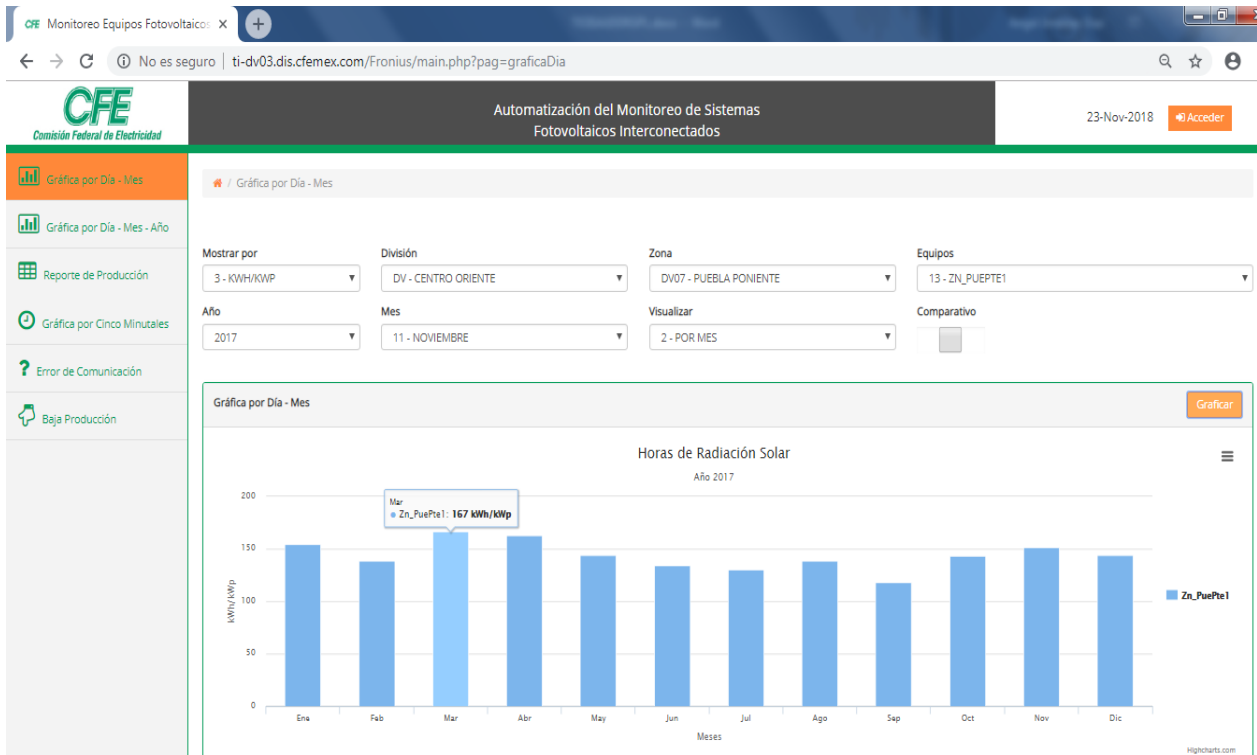 CFE Monitoreo Equipos Fotovoltaicos
No es seguro | ti-dv03.dis.cfemex.com/Fronius/main.php?pag=graficaDia
CFE
Comisión Federal de Electricidad
Automatización del Monitoreo de Sistemas
Fotovoltaicos Interconectados
23-Nov-2018
Acceder
Gráfica por Día - Mes
Gráfica por Día - Mes - Año
Reporte de Producción
Gráfica por Cinco Minutales
? Error de Comunicación
Baja Producción
/ Gráfica por Día - Mes
Mostrar por División Zona Equipos
3 - KWH/KWP DV - CENTRO ORIENTE DV07 - PUEBLA PONIENTE 13 - ZN_PUEPTE1
Año Mes Visualizar Comparativo
2017 11 - NOVIEMBRE 2 - POR MES
Gráfica por Día - Mes Graficar
Horas de Radiación Solar
Año 2017
200
150
100
50
0
kWh/kWp
Mar
Zn_PuePte1: 167 kWh/kWp
Zn_PuePte1
Ene Feb Mar Abr May Jun Jul Ago Sep Oct Nov Dic
Meses
Highcharts.com